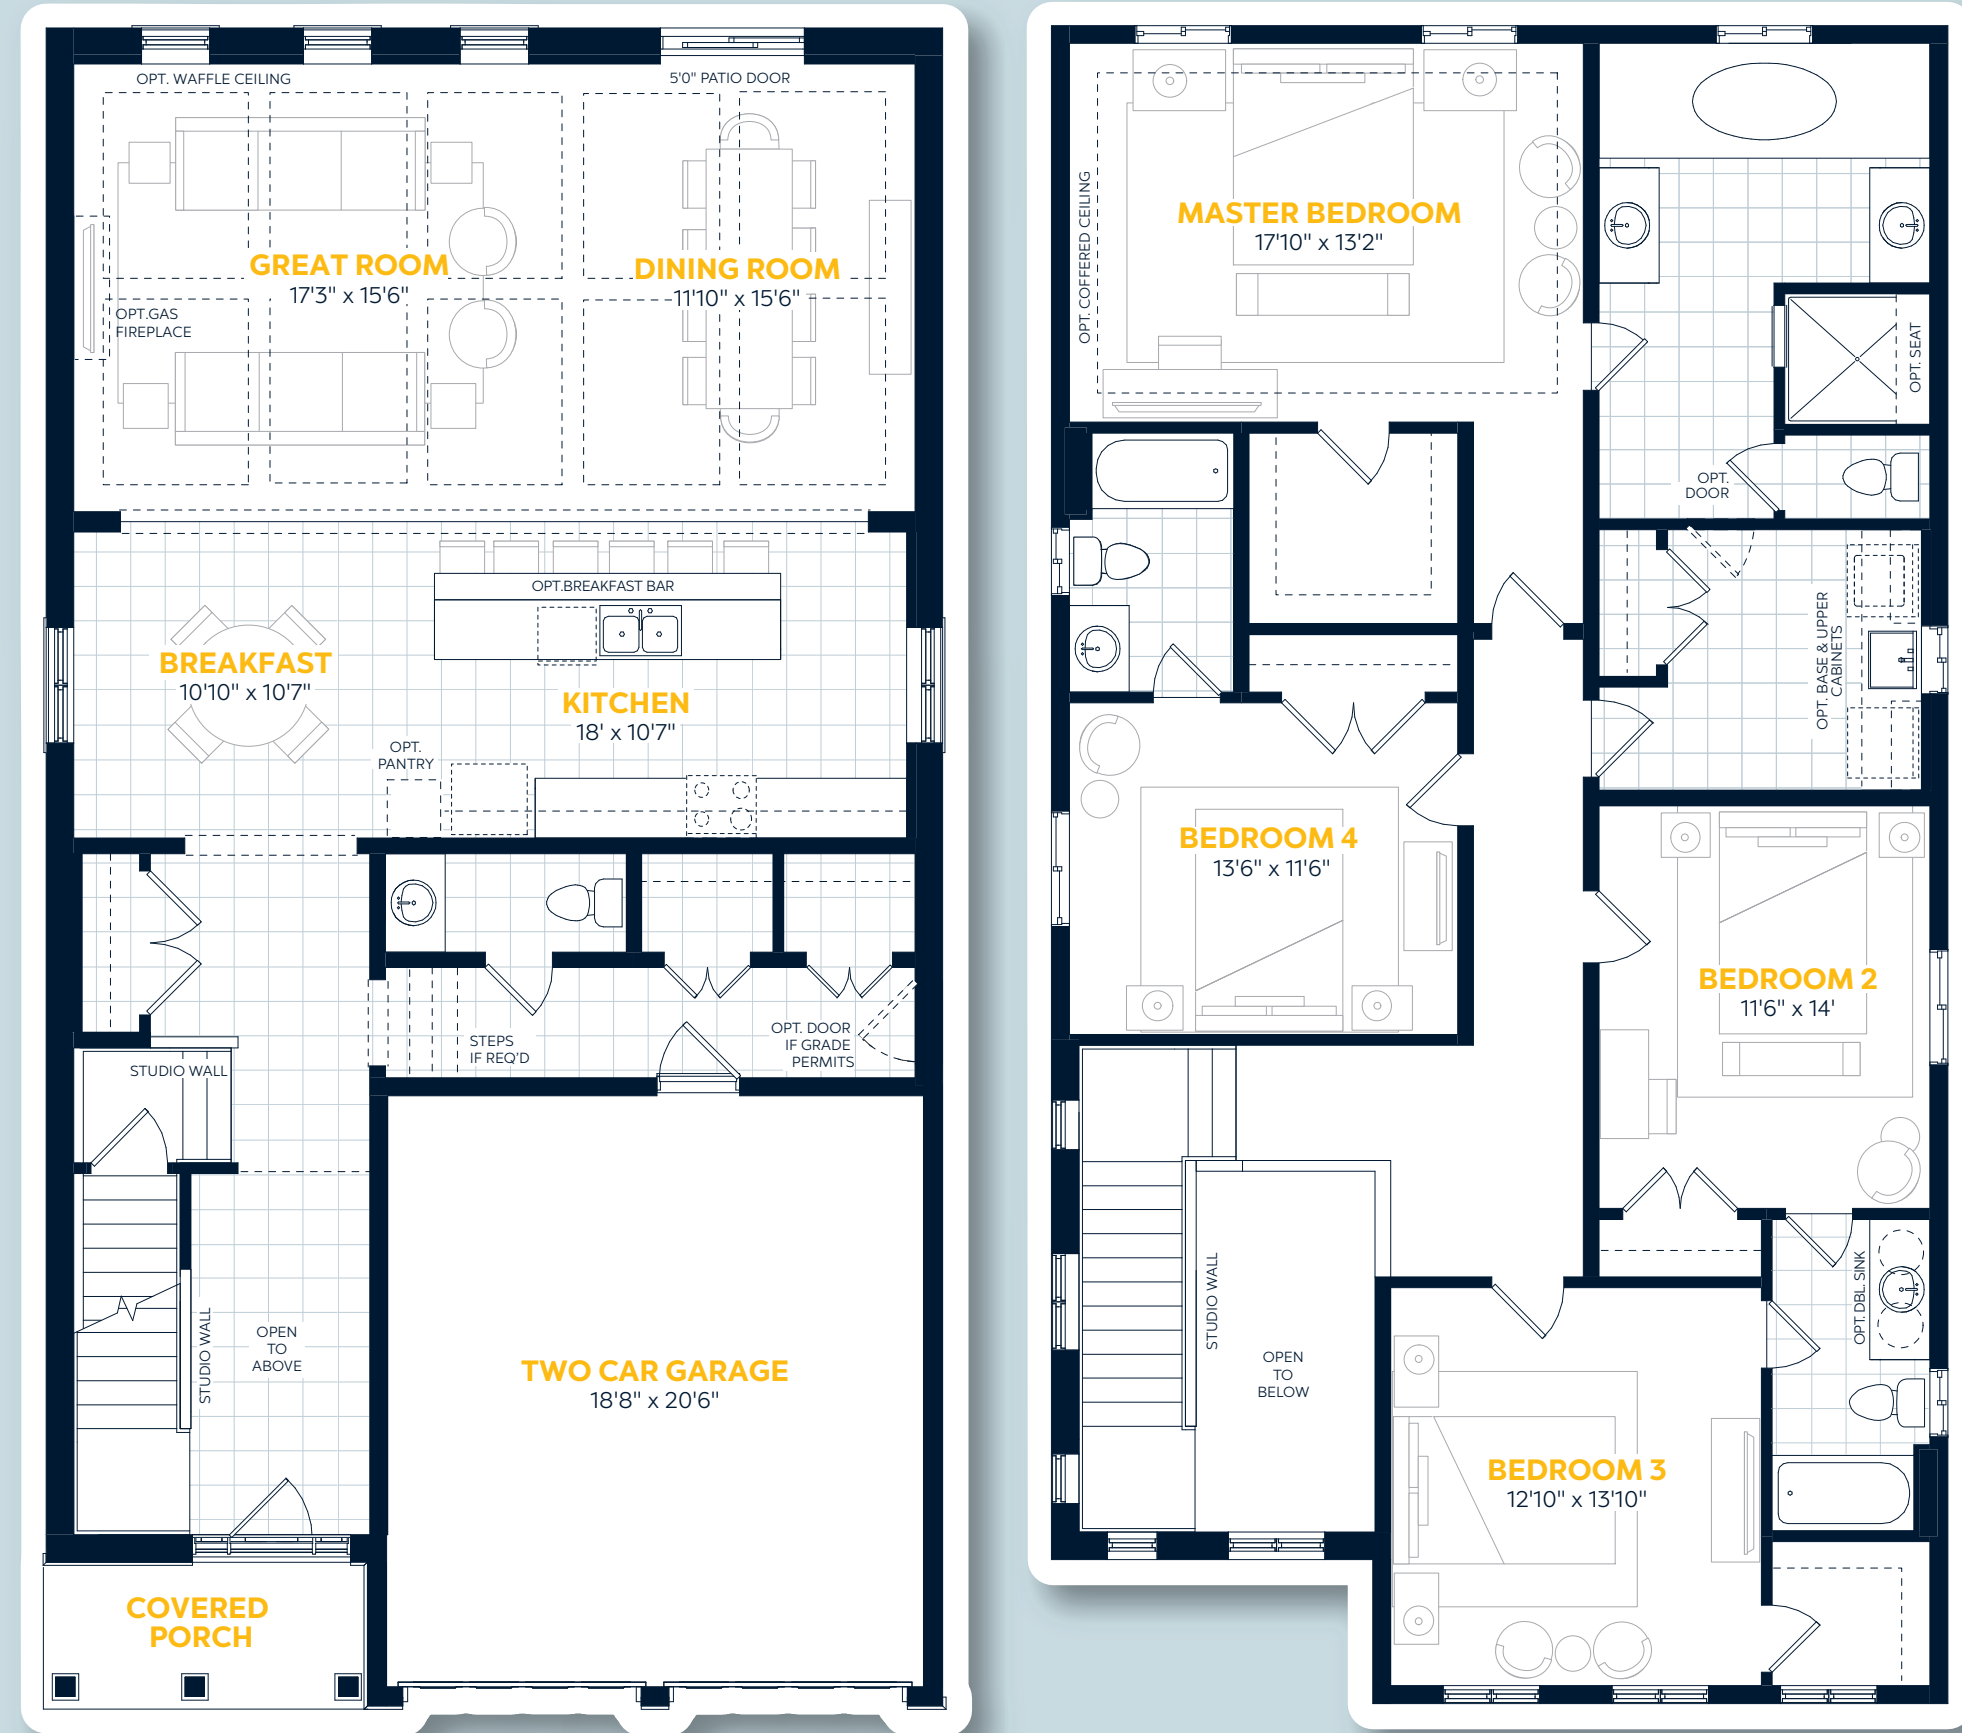 OPT. WAFFLE CEILING
5'0" PATIO DOOR
GREAT ROOM
17'3" x 15'6"
DINING ROOM
11'10" x 15'6"
OPT.GAS
FIREPLACE
OPT.BREAKFAST BAR
BREAKFAST
10'10" x 10'7"
KITCHEN
18' x 10'7"
OPT.
PANTRY
STEPS
IF REQ'D
OPT. DOOR
IF GRADE
PERMITS
STUDIO WALL
STUDIO WALL
OPEN
TO
ABOVE
TWO CAR GARAGE
18'8" x 20'6"
COVERED
PORCH
OPT. COFFERED CEILING
MASTER BEDROOM
17'10" x 13'2"
OPT. SEAT
OPT.
DOOR
OPT. BASE & UPPER
CABINETS
BEDROOM 4
13'6" x 11'6"
BEDROOM 2
11'6" x 14'
STUDIO WALL
OPEN
TO
BELOW
OPT. DBL. SINK
BEDROOM 3
12'10" x 13'10"